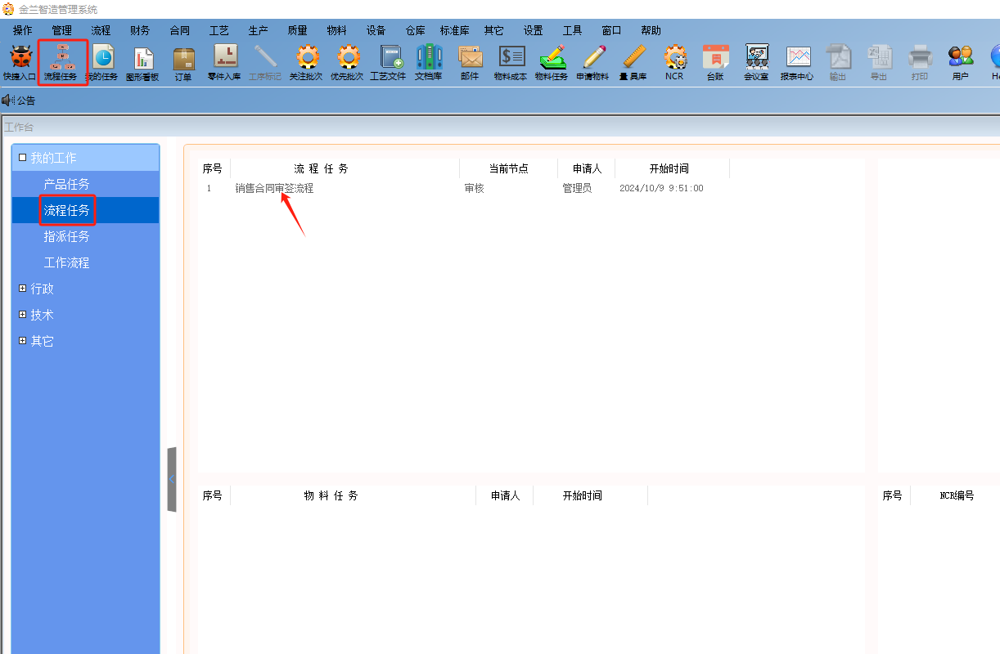 金兰智造管理系统
操作 管理 流程 财务 合同 工艺 生产 质量 物料 设备 仓库 标准库 其它 设置 工具 窗口 帮助
快捷入口 流程任务 我的任务 图形看板 订单 零件入库 工序标记 关注批次 优先批次 工艺文件 文档库 邮件 物料成本 物料任务 申请物料 量具库 NCR 台账 会议室 报表中心 输出 导出 打印 用户
公告
工作台
我的工作
产品任务
流程任务
指派任务
工作流程
行政
技术
其它
序号 流程任务 当前节点 申请人 开始时间
1 销售合同审签流程 审核 管理员 2024/10/9 9:51:00
序号 物料任务 申请人 开始时间
序号 NCR编号